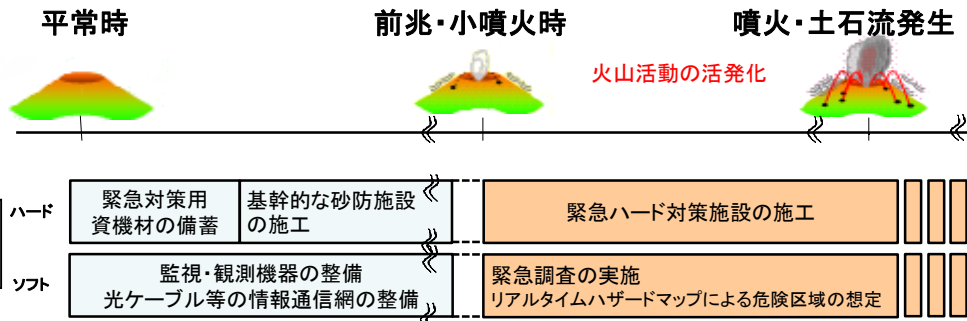 平常時
前兆・小噴火時
噴火・土石流発生
火山活動の活発化
ハード
緊急対策用
資機材の備蓄
基幹的な砂防施設
の施工
緊急ハード対策施設の施工
ソフト
監視・観測機器の整備
光ケーブル等の情報通信網の整備
緊急調査の実施
リアルタイムハザードマップによる危険区域の想定